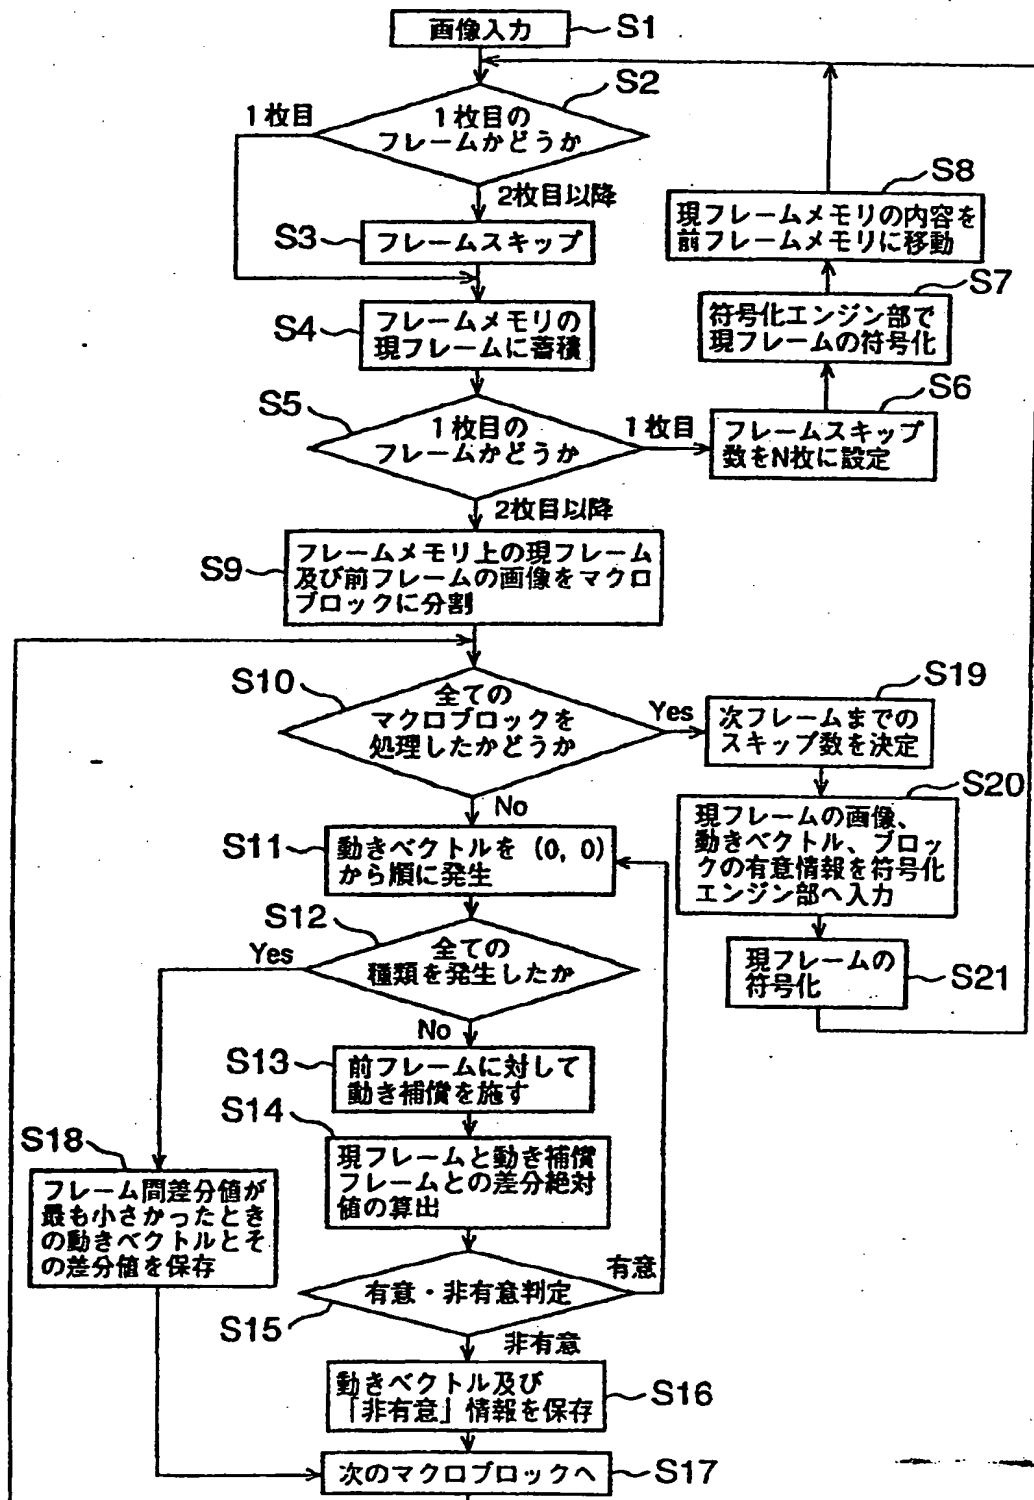 画像入力
S1
S2
1枚目
1枚目の
フレームかどうか
2枚目以降
S3
フレームスキップ
S4
フレームメモリの
現フレームに蓄積
S5
1枚目の
フレームかどうか
1枚目
2枚目以降
S6
フレームスキップ
数をN枚に設定
S7
符号化エンジン部で
現フレームの符号化
S8
現フレームメモリの内容を
前フレームメモリに移動
S9
フレームメモリ上の現フレーム
及び前フレームの画像をマクロ
ブロックに分割
S10
全ての
マクロブロックを
処理したかどうか
Yes
No
S19
次フレームまでの
スキップ数を決定
S20
現フレームの画像、
動きベクトル、ブロッ
クの有意情報を符号化
エンジン部へ入力
現フレームの
符号化
S21
S11
動きベクトルを (0, 0)
から順に発生
S12
Yes
全ての
種類を発生したか
No
S13
前フレームに対して
動き補償を施す
S14
現フレームと動き補償
フレームとの差分絶対
値の算出
S18
フレーム間差分値が
最も小さかったとき
の動きベクトルとそ
の差分値を保存
有意
有意・非有意判定
S15
非有意
動きベクトル及び
「非有意」情報を保存
S16
次のマクロブロックへ
S17